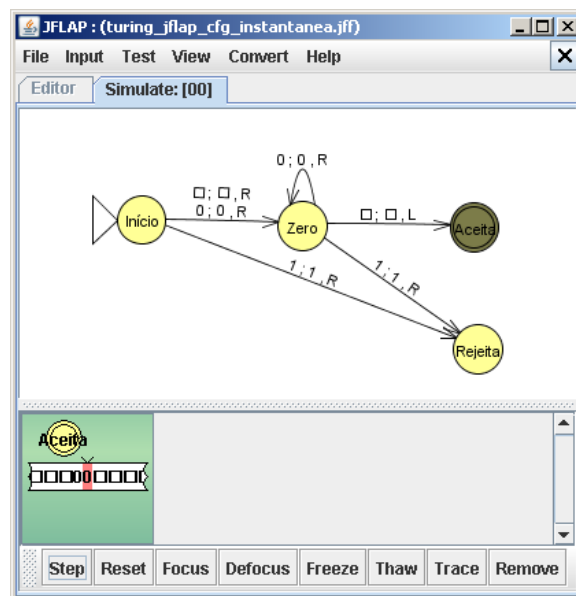 JFLAP : (turing_jflap_cfg_instantanea.jff)
File Input Test View Convert Help
Editor Simulate: [00]
0 ; 0 , R
□ ; □ , R
0 ; 0 , R
□ ; □ , L
Início
Zero
Aceita
1 ; 1 , R
1 ; 1 , R
Rejeita
Aceita
□□□00□□□□
Step Reset Focus Defocus Freeze Thaw Trace Remove